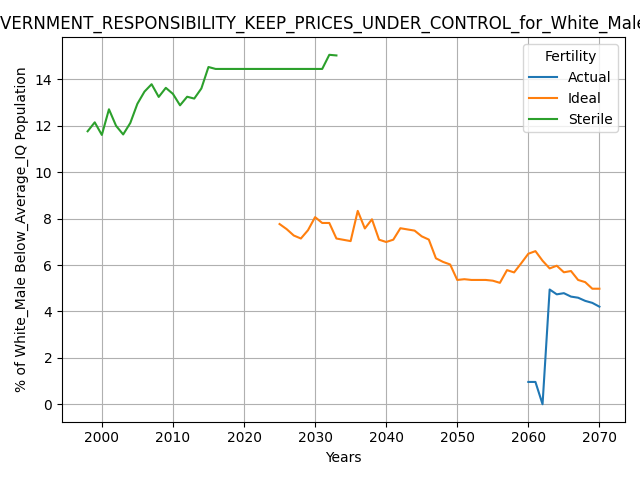 VERNMENT_RESPONSIBILITY_KEEP_PRICES_UNDER_CONTROL_for_White_Male
Fertility
Actual
Ideal
Sterile
% of White_Male Below_Average_IQ Population
14
12
10
8
6
4
2
0
2000 2010 2020 2030 2040 2050 2060 2070
Years